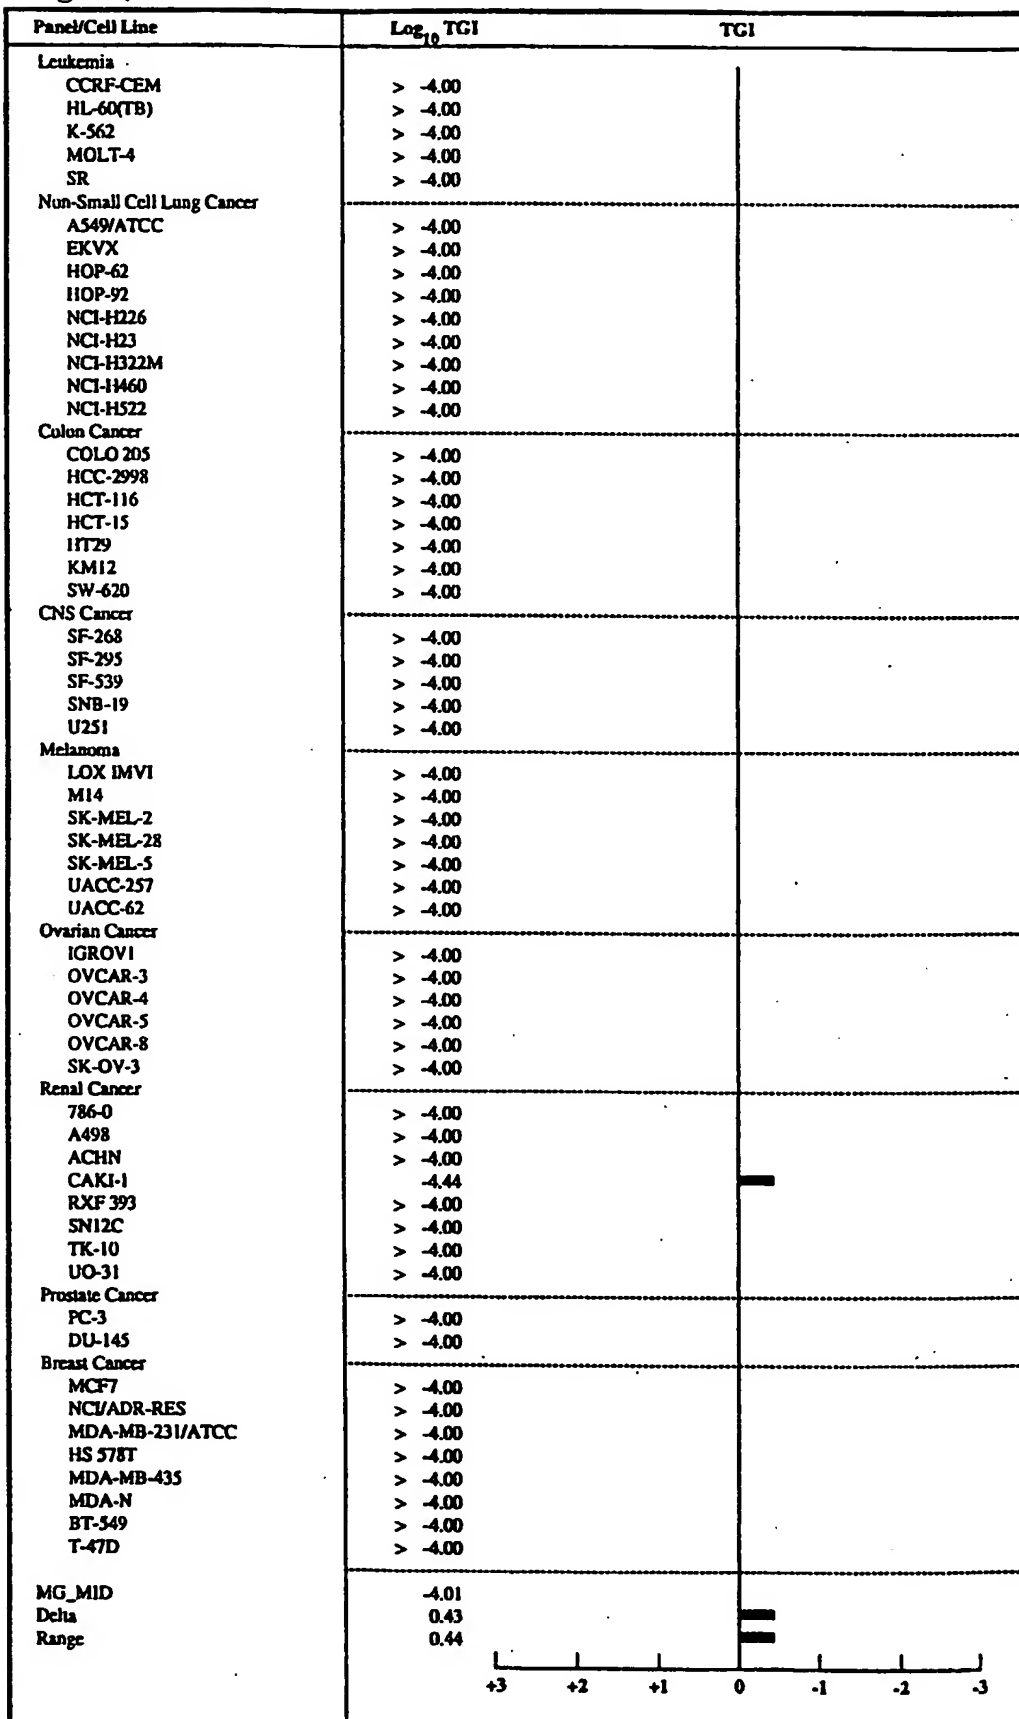 Panel/Cell Line Log10 TGI TGI
Leukemia
CCRF-CEM > -4.00
HL-60(TB) > -4.00
K-562 > -4.00
MOLT-4 > -4.00
SR > -4.00
Non-Small Cell Lung Cancer
A549/ATCC > -4.00
EKVX > -4.00
HOP-62 > -4.00
HOP-92 > -4.00
NCI-H226 > -4.00
NCI-H23 > -4.00
NCI-H322M > -4.00
NCI-H460 > -4.00
NCI-H522 > -4.00
Colon Cancer
COLO 205 > -4.00
HCC-2998 > -4.00
HCT-116 > -4.00
HCT-15 > -4.00
HT29 > -4.00
KM12 > -4.00
SW-620 > -4.00
CNS Cancer
SF-268 > -4.00
SF-295 > -4.00
SF-539 > -4.00
SNB-19 > -4.00
U251 > -4.00
Melanoma
LOX IMVI > -4.00
M14 > -4.00
SK-MEL-2 > -4.00
SK-MEL-28 > -4.00
SK-MEL-5 > -4.00
UACC-257 > -4.00
UACC-62 > -4.00
Ovarian Cancer
IGROV1 > -4.00
OVCAR-3 > -4.00
OVCAR-4 > -4.00
OVCAR-5 > -4.00
OVCAR-8 > -4.00
SK-OV-3 > -4.00
Renal Cancer
786-0 > -4.00
A498 > -4.00
ACHN > -4.00
CAKI-1 -4.44
RXF 393 > -4.00
SN12C > -4.00
TK-10 > -4.00
UO-31 > -4.00
Prostate Cancer
PC-3 > -4.00
DU-145 > -4.00
Breast Cancer
MCF7 > -4.00
NCI/ADR-RES > -4.00
MDA-MB-231/ATCC > -4.00
HS 578T > -4.00
MDA-MB-435 > -4.00
MDA-N > -4.00
BT-549 > -4.00
T-47D > -4.00
MG_MID -4.01
Delta 0.43
Range 0.44
+3 +2 +1 0 -1 -2 -3